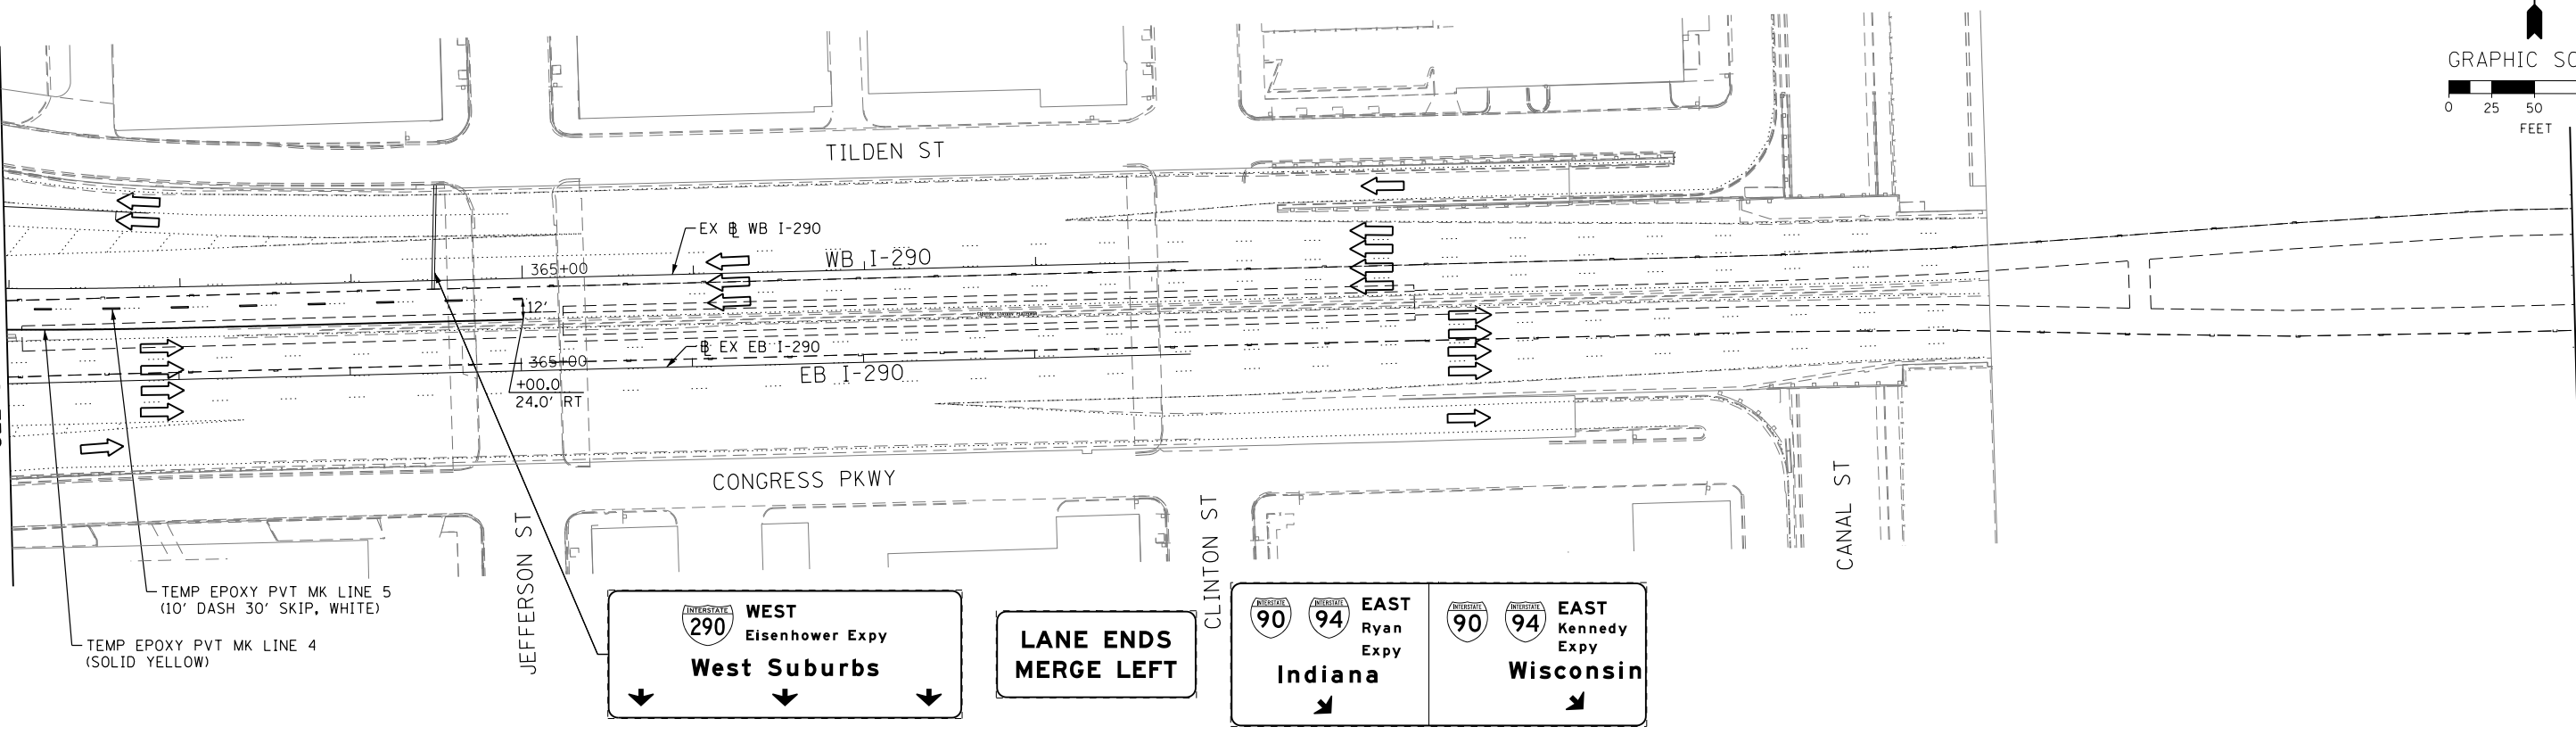 GRAPHIC SC
0 25 50
FEET
TILDEN ST
EX ℄ WB I-290
WB I-290
365+00
12'
℄ EX EB I-290
365+00
EB I-290
+00.0
24.0' RT
CONGRESS PKWY
JEFFERSON ST
CLINTON ST
CANAL ST
TEMP EPOXY PVT MK LINE 5
(10' DASH 30' SKIP, WHITE)
TEMP EPOXY PVT MK LINE 4
(SOLID YELLOW)
INTERSTATE
290
WEST
Eisenhower Expy
West Suburbs
LANE ENDS
MERGE LEFT
INTERSTATE
90
INTERSTATE
94
EAST
Ryan
Expy
Indiana
INTERSTATE
90
INTERSTATE
94
EAST
Kennedy
Expy
Wisconsin